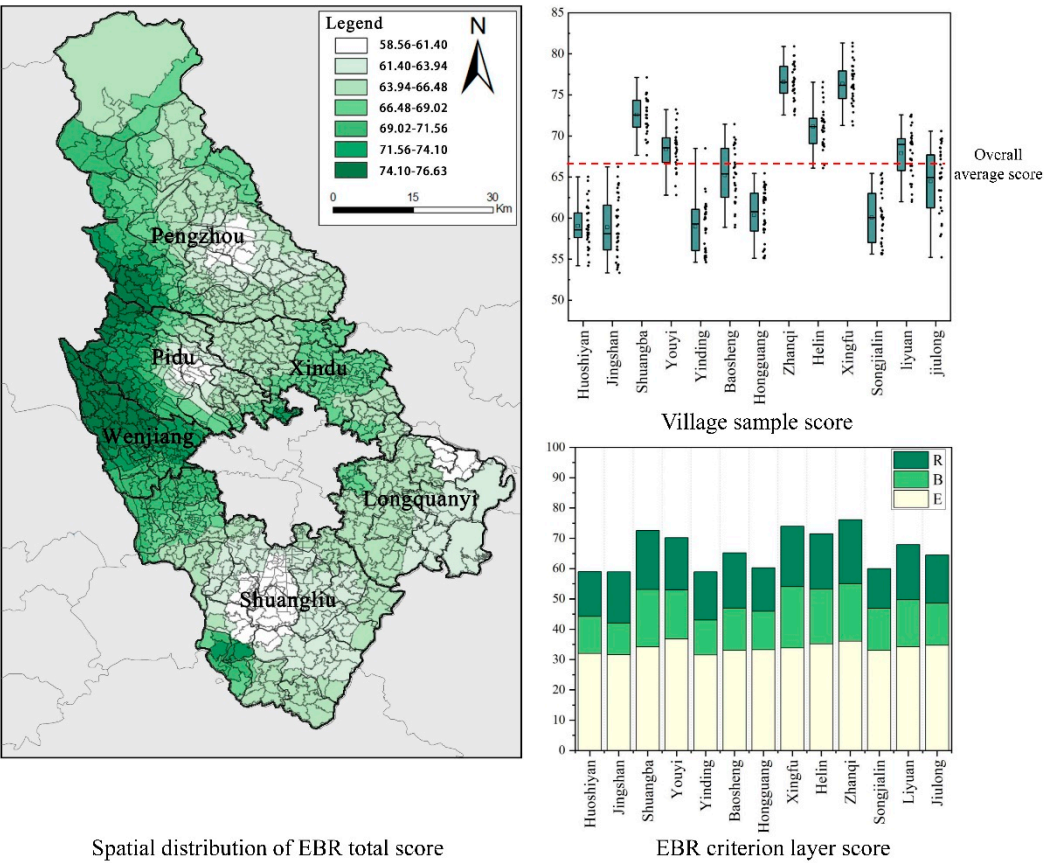 Legend
58.56-61.40
61.40-63.94
63.94-66.48
66.48-69.02
69.02-71.56
71.56-74.10
74.10-76.63
0 15 30
Km
N
Pengzhou
Pidu
Xindu
Wenjiang
Longquanyi
Shuangliu
Spatial distribution of EBR total score
85
80
75
70
65
60
55
50
Overall
average score
Huoshiyan
Jingshan
Shuangba
Youyi
Yinding
Baosheng
Hongguang
Zhanqi
Helin
Xingfu
Songjialin
liyuan
jiulong
Village sample score
100
90
80
70
60
50
40
30
20
10
0
R
B
E
Huoshiyan
Jingshan
Shuangba
Youyi
Yinding
Baosheng
Hongguang
Xingfu
Helin
Zhanqi
Songjialin
Liyuan
Jiulong
EBR criterion layer score